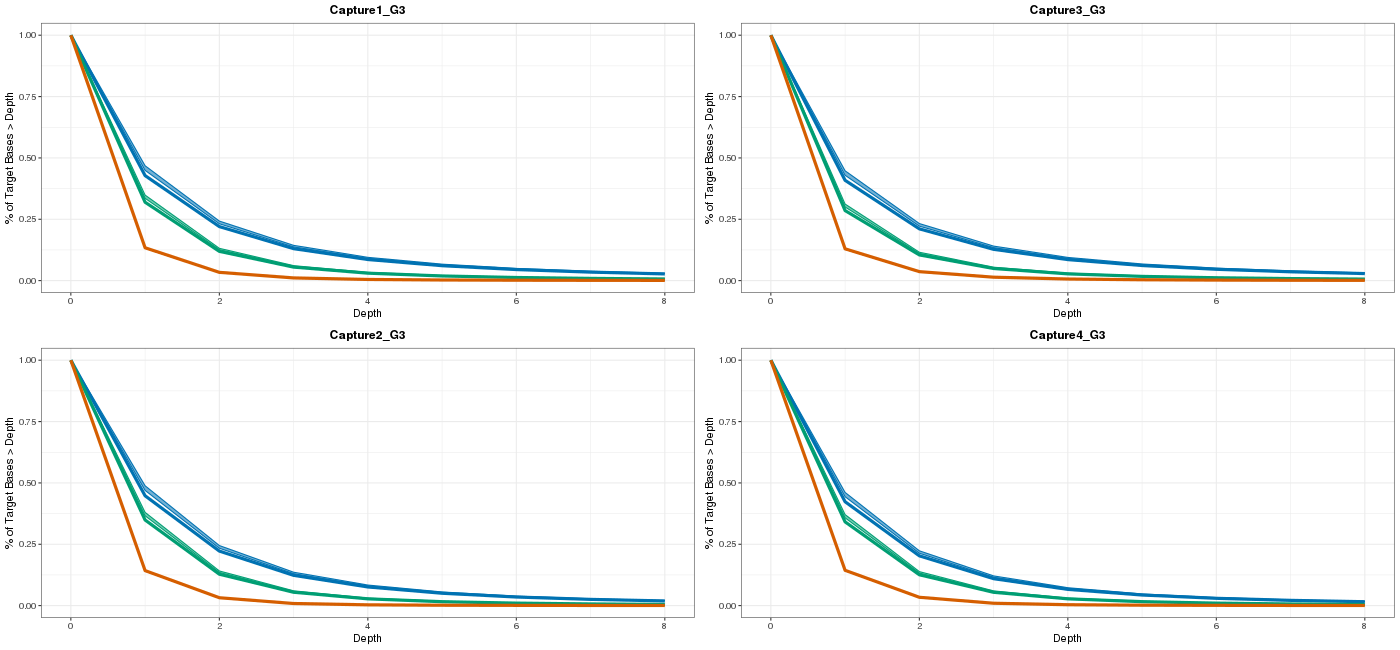 Capture1_G3
% of Target Bases > Depth
1.00
0.75
0.50
0.25
0.00
0 2 4 6 8
Depth
Capture3_G3
% of Target Bases > Depth
1.00
0.75
0.50
0.25
0.00
0 2 4 6 8
Depth
Capture2_G3
% of Target Bases > Depth
1.00
0.75
0.50
0.25
0.00
0 2 4 6 8
Depth
Capture4_G3
% of Target Bases > Depth
1.00
0.75
0.50
0.25
0.00
0 2 4 6 8
Depth